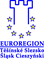 EUROREGION
Těšínské Slezsko
Śląsk Cieszyński